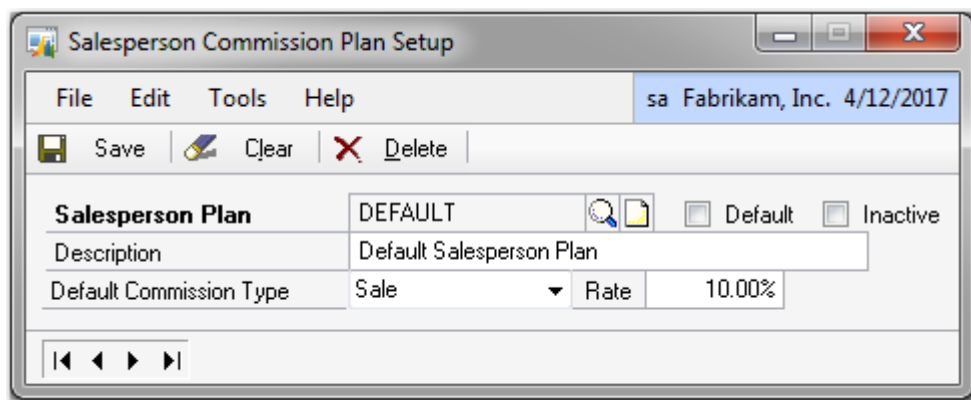 Salesperson Commission Plan Setup
File Edit Tools Help sa Fabrikam, Inc. 4/12/2017
Save Clear Delete
Salesperson Plan DEFAULT Default Inactive
Description Default Salesperson Plan
Default Commission Type Sale Rate 10.00%